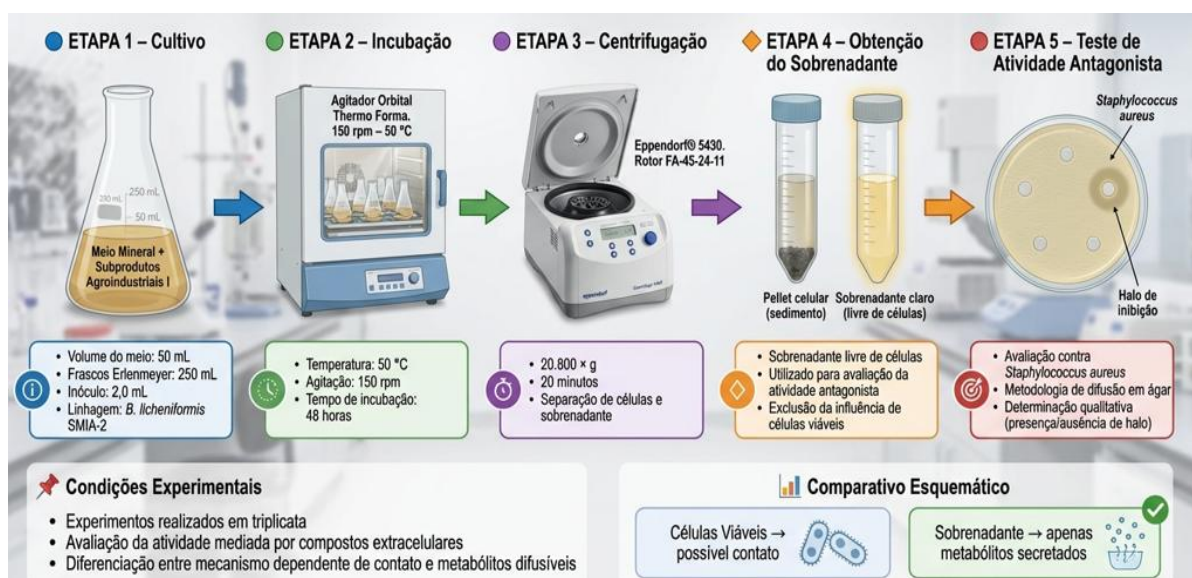 ETAPA 1 – Cultivo
250 mL
50 mL
Meio Mineral +
Subprodutos
Agroindustriais I
• Volume do meio: 50 mL
• Frascos Erlenmeyer: 250 mL
• Inóculo: 2,0 mL
• Linhagem: B. licheniformis
SMIA-2
ETAPA 2 – Incubação
Agitador Orbital
Thermo Forma.
150 rpm – 50 °C
• Temperatura: 50 °C
• Agitação: 150 rpm
• Tempo de incubação:
48 horas
ETAPA 3 – Centrifugação
Eppendorf® 5430.
Rotor FA-45-24-11
eppendorf
• 20.800 × g
• 20 minutos
• Separação de células e
sobrenadante
ETAPA 4 – Obtenção
do Sobrenadante
Pellet celular
(sedimento)
Sobrenadante claro
(livre de células)
• Sobrenadante livre de células
• Utilizado para avaliação da
atividade antagonista
• Exclusão da influência de
células viáveis
ETAPA 5 – Teste de
Atividade Antagonista
Staphylococcus
aureus
Halo de
inibição
• Avaliação contra
Staphylococcus aureus
• Metodologia de difusão em ágar
• Determinação qualitativa
(presença/ausência de halo)
Condições Experimentais
• Experimentos realizados em triplicata
• Avaliação da atividade mediada por compostos extracelulares
• Diferenciação entre mecanismo dependente de contato e metabólitos difusíveis
Comparativo Esquemático
Células Viáveis →
possível contato
Sobrenadante → apenas
metabólitos secretados